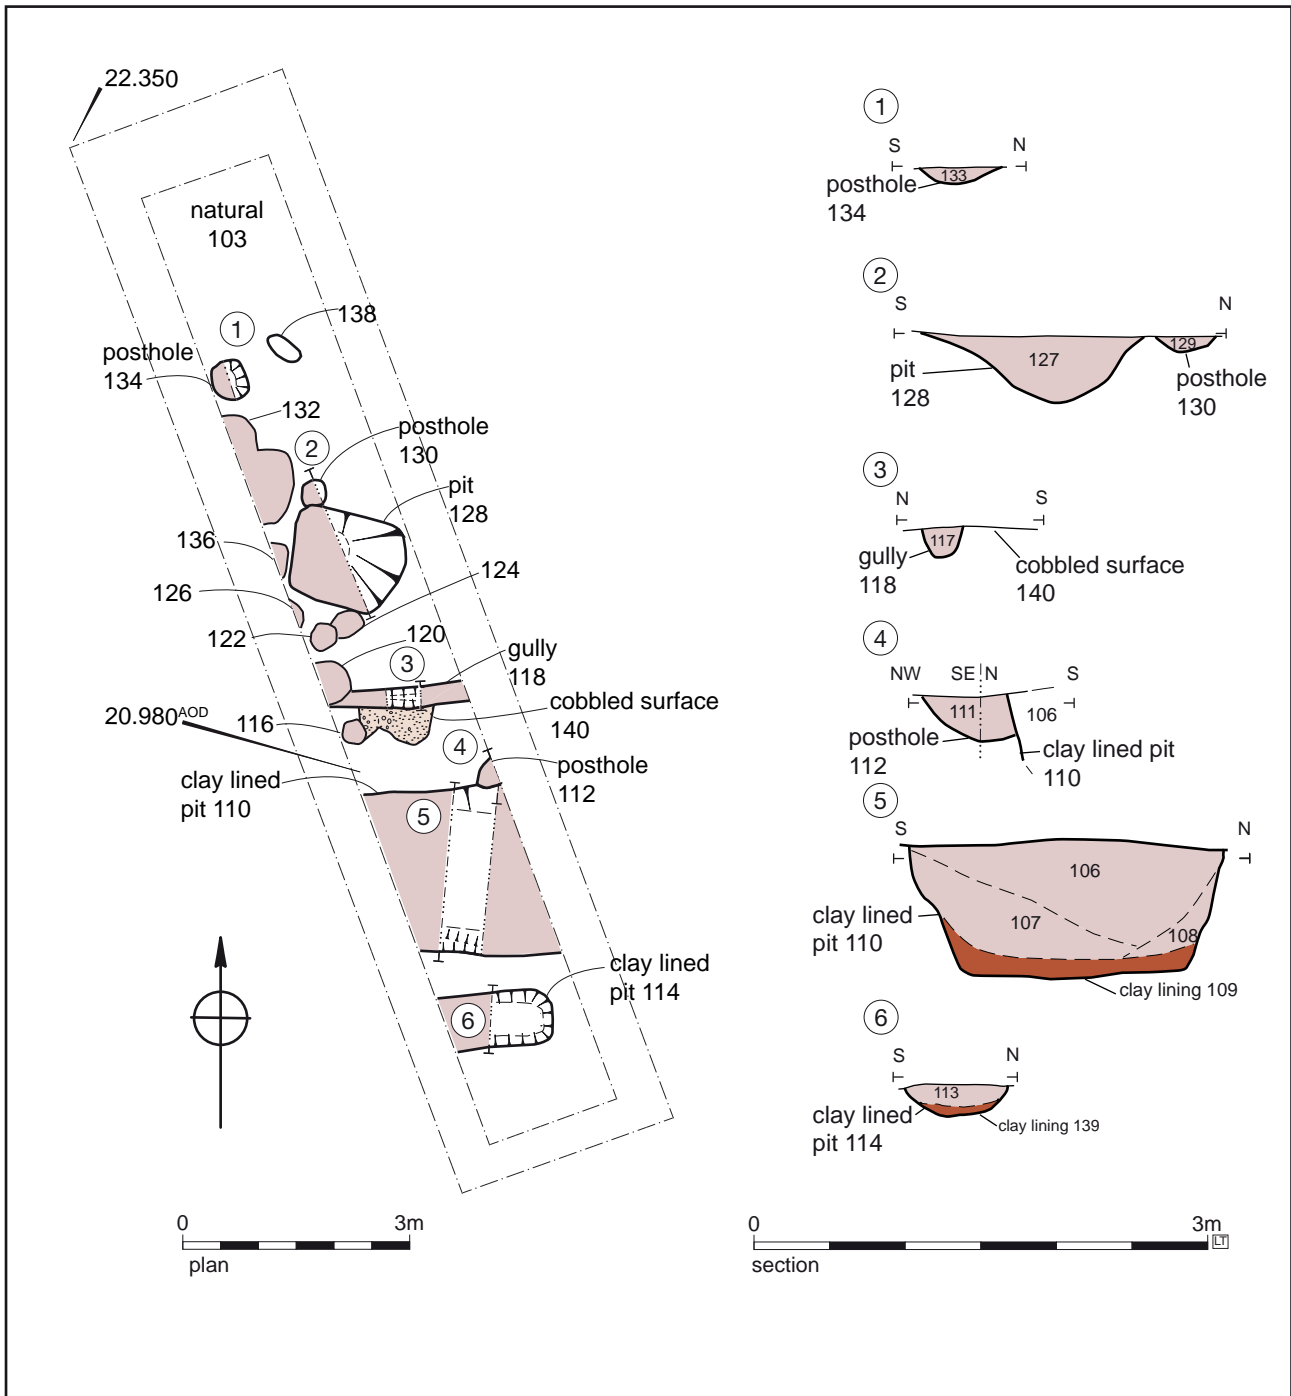 22.350
natural
103
1
138
posthole
134
132
2
posthole
130
pit
128
136
124
126
122
120
3
gully
118
20.980 AOD
116
cobbled surface
140
4
clay lined
pit 110
posthole
112
5
clay lined
pit 114
6
0 3m
plan
1
S N
133
posthole
134
2
S N
127
129
pit
128
posthole
130
3
N S
117
gully
118
cobbled surface
140
4
NW SE N S
111
106
posthole
112
clay lined pit
110
5
S N
106
clay lined
pit 110
107
108
clay lining 109
6
S N
113
clay lined
pit 114
clay lining 139
0 3m
LT
section